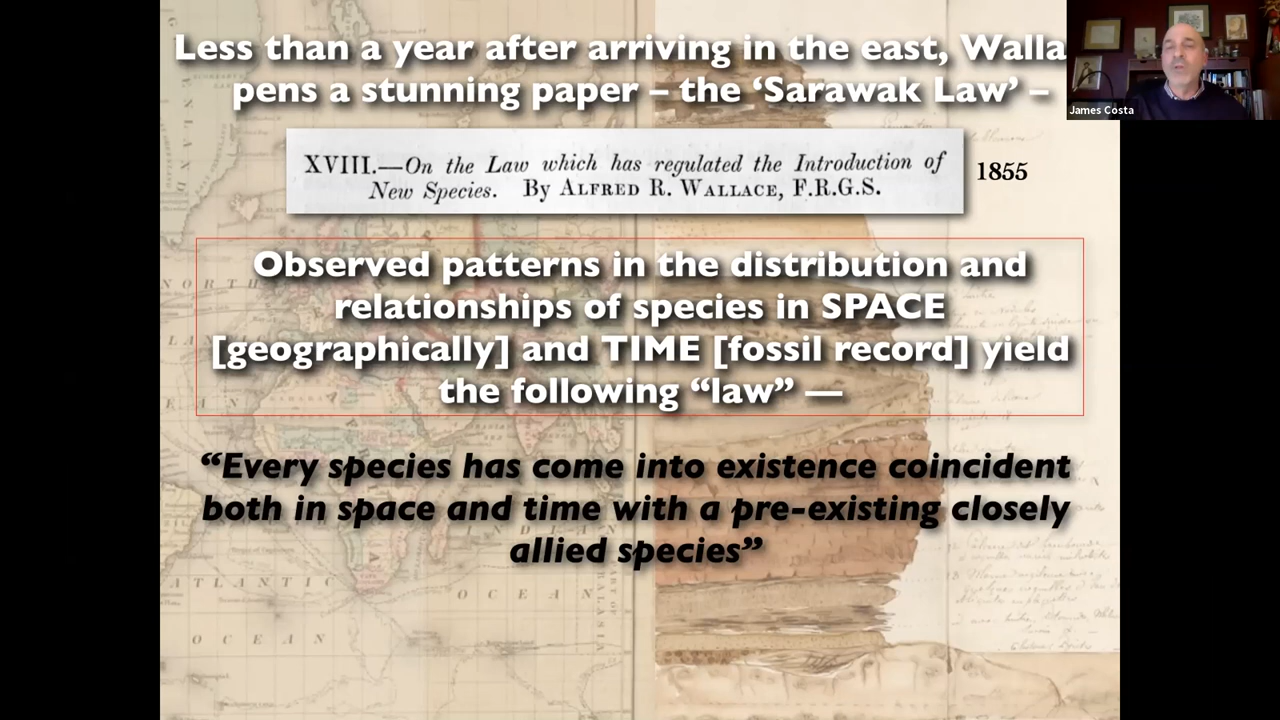 Less than a year after arriving in the east, Walla
pens a stunning paper – the ‘Sarawak Law’ –
James Costa
XVIII.—On the Law which has regulated the Introduction of
New Species. By ALFRED R. WALLACE, F.R.G.S.
1855
Observed patterns in the distribution and
relationships of species in SPACE
[geographically] and TIME [fossil record] yield
the following “law” —
“Every species has come into existence coincident
both in space and time with a pre-existing closely
allied species”
ATLANTIC
OCEAN
OCEAN